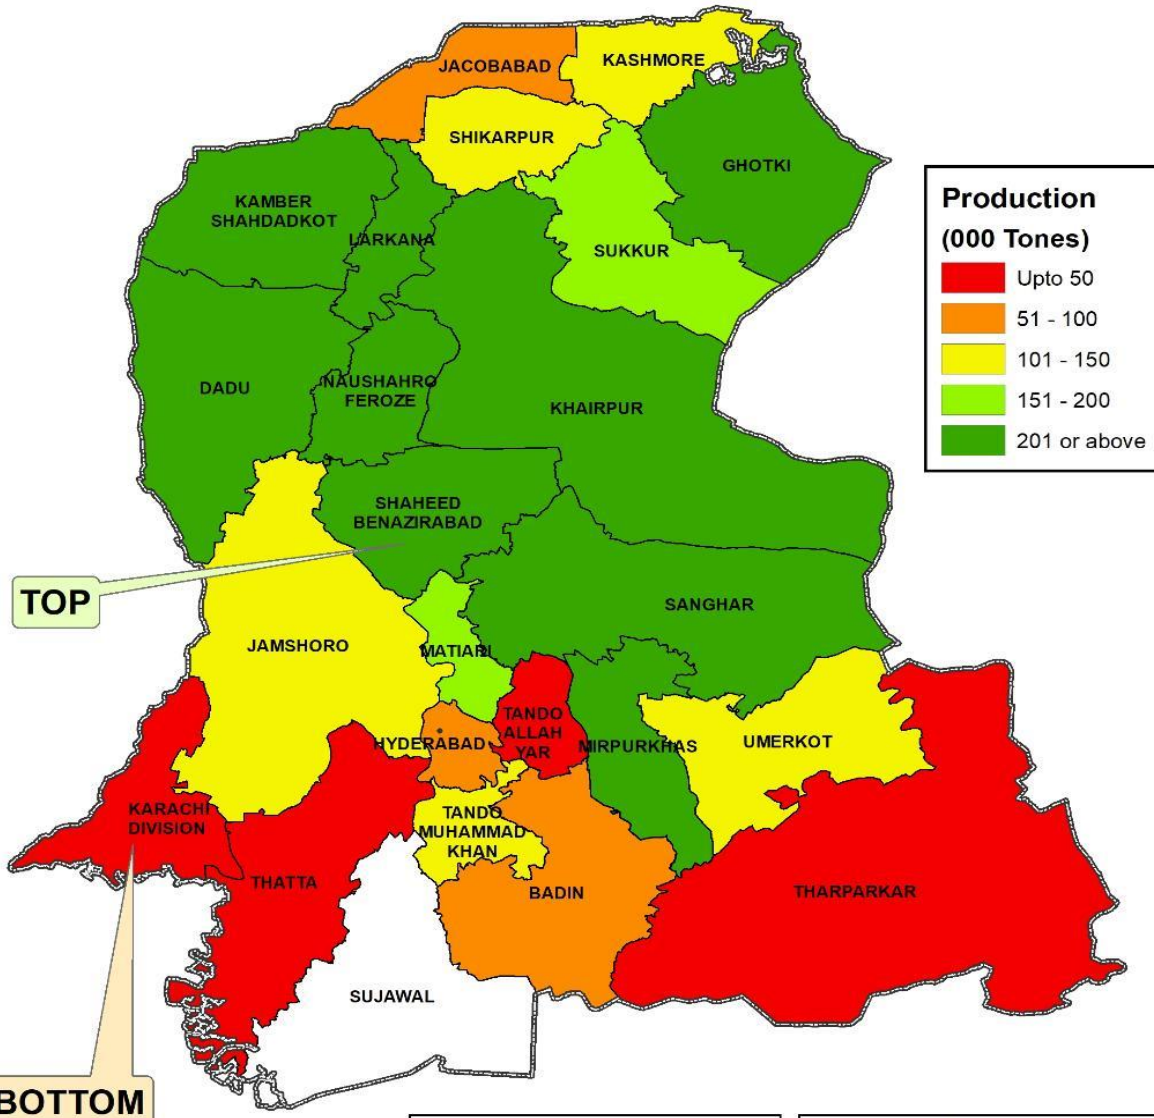 JACOBABAD
KASHMORE
SHIKARPUR
GHOTKI
KAMBER
SHAHDADKOT
LARKANA
SUKKUR
Production
(000 Tones)
Upto 50
51 - 100
101 - 150
151 - 200
201 or above
DADU
NAUSHAHRO
FEROZE
KHAIRPUR
SHAHEED
BENAZIRABAD
TOP
SANGHAR
JAMSHORO
MATIARI
TANDO
ALLAH
YAR
HYDERABAD
MIRPURKHAS
UMERKOT
KARACHI
DIVISION
TANDO
MUHAMMAD
KHAN
THATTA
BADIN
THARPARKAR
SUJAWAL
BOTTOM